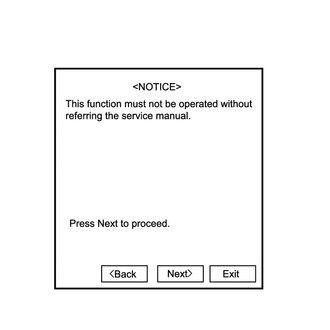 <NOTICE>
This function must not be operated without
referring the service manual.
Press Next to proceed.
<Back Next> Exit